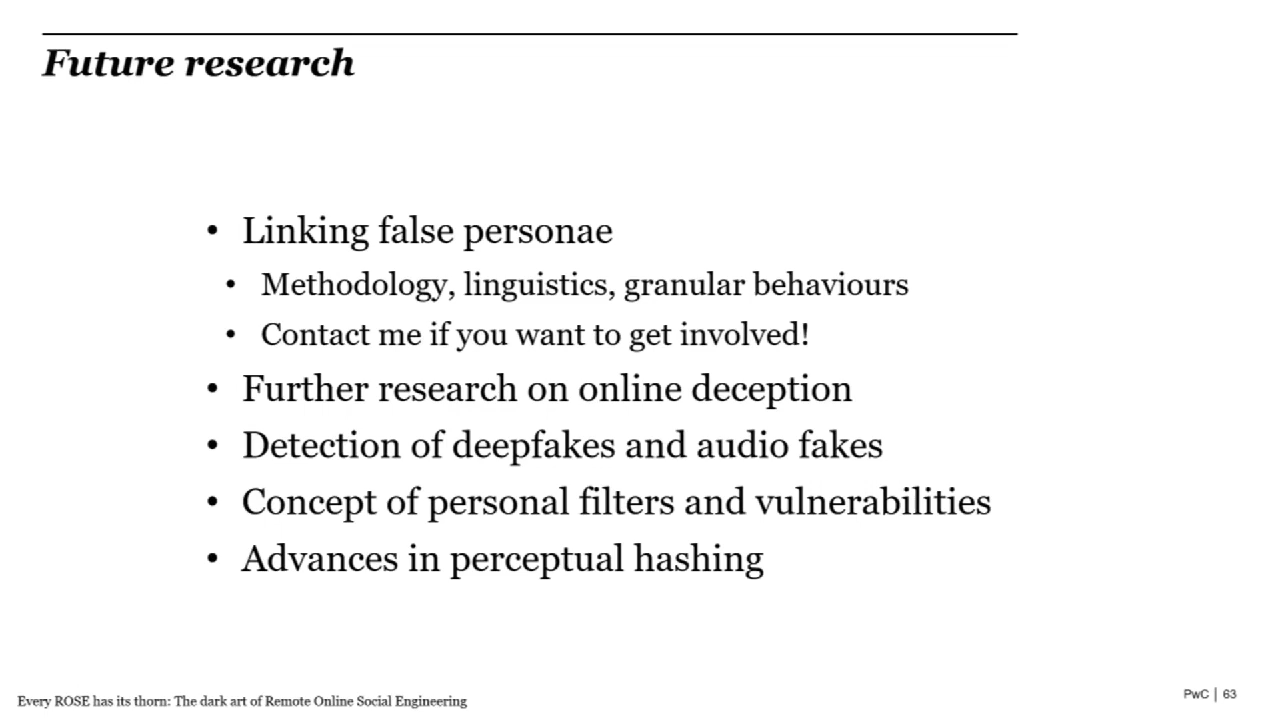 Future research
• Linking false personae
• Methodology, linguistics, granular behaviours
• Contact me if you want to get involved!
• Further research on online deception
• Detection of deepfakes and audio fakes
• Concept of personal filters and vulnerabilities
• Advances in perceptual hashing
Every ROSE has its thorn: The dark art of Remote Online Social Engineering
PwC | 63